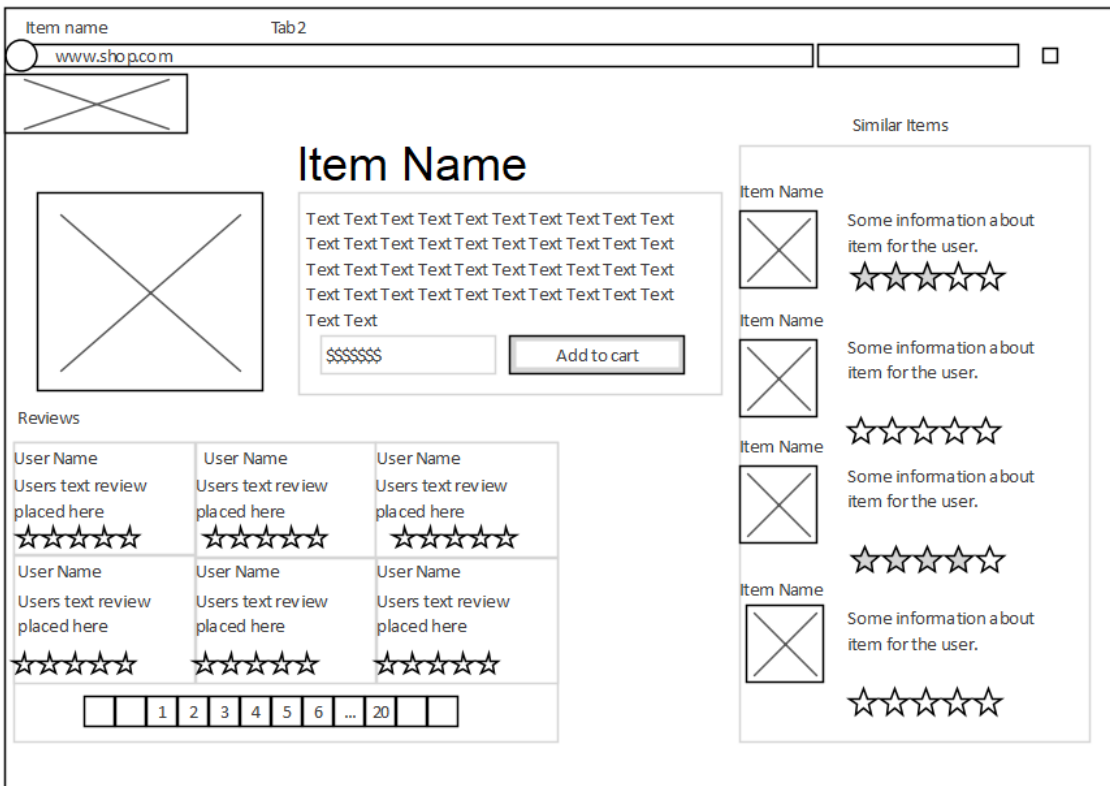 Item name
Tab2
www.shop.com
Similar Items
Item Name
Text Text Text Text Text Text Text Text Text Text
Text Text Text Text Text Text Text Text Text Text
Text Text Text Text Text Text Text Text Text Text
Text Text Text Text Text Text Text Text Text Text
Text Text
$$$$$$$
Add to cart
Item Name
Some information about
item for the user.
Item Name
Some information about
item for the user.
Item Name
Some information about
item for the user.
Item Name
Some information about
item for the user.
Reviews
User Name
Users text review
placed here
User Name
Users text review
placed here
User Name
Users text review
placed here
User Name
Users text review
placed here
User Name
Users text review
placed here
User Name
Users text review
placed here
1 2 3 4 5 6 ... 20